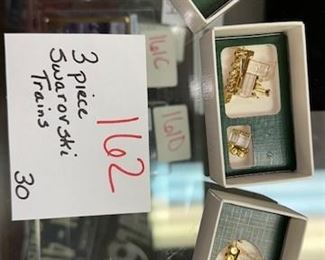 162
3 piece
Swarovski
Trains
30
161C
161D